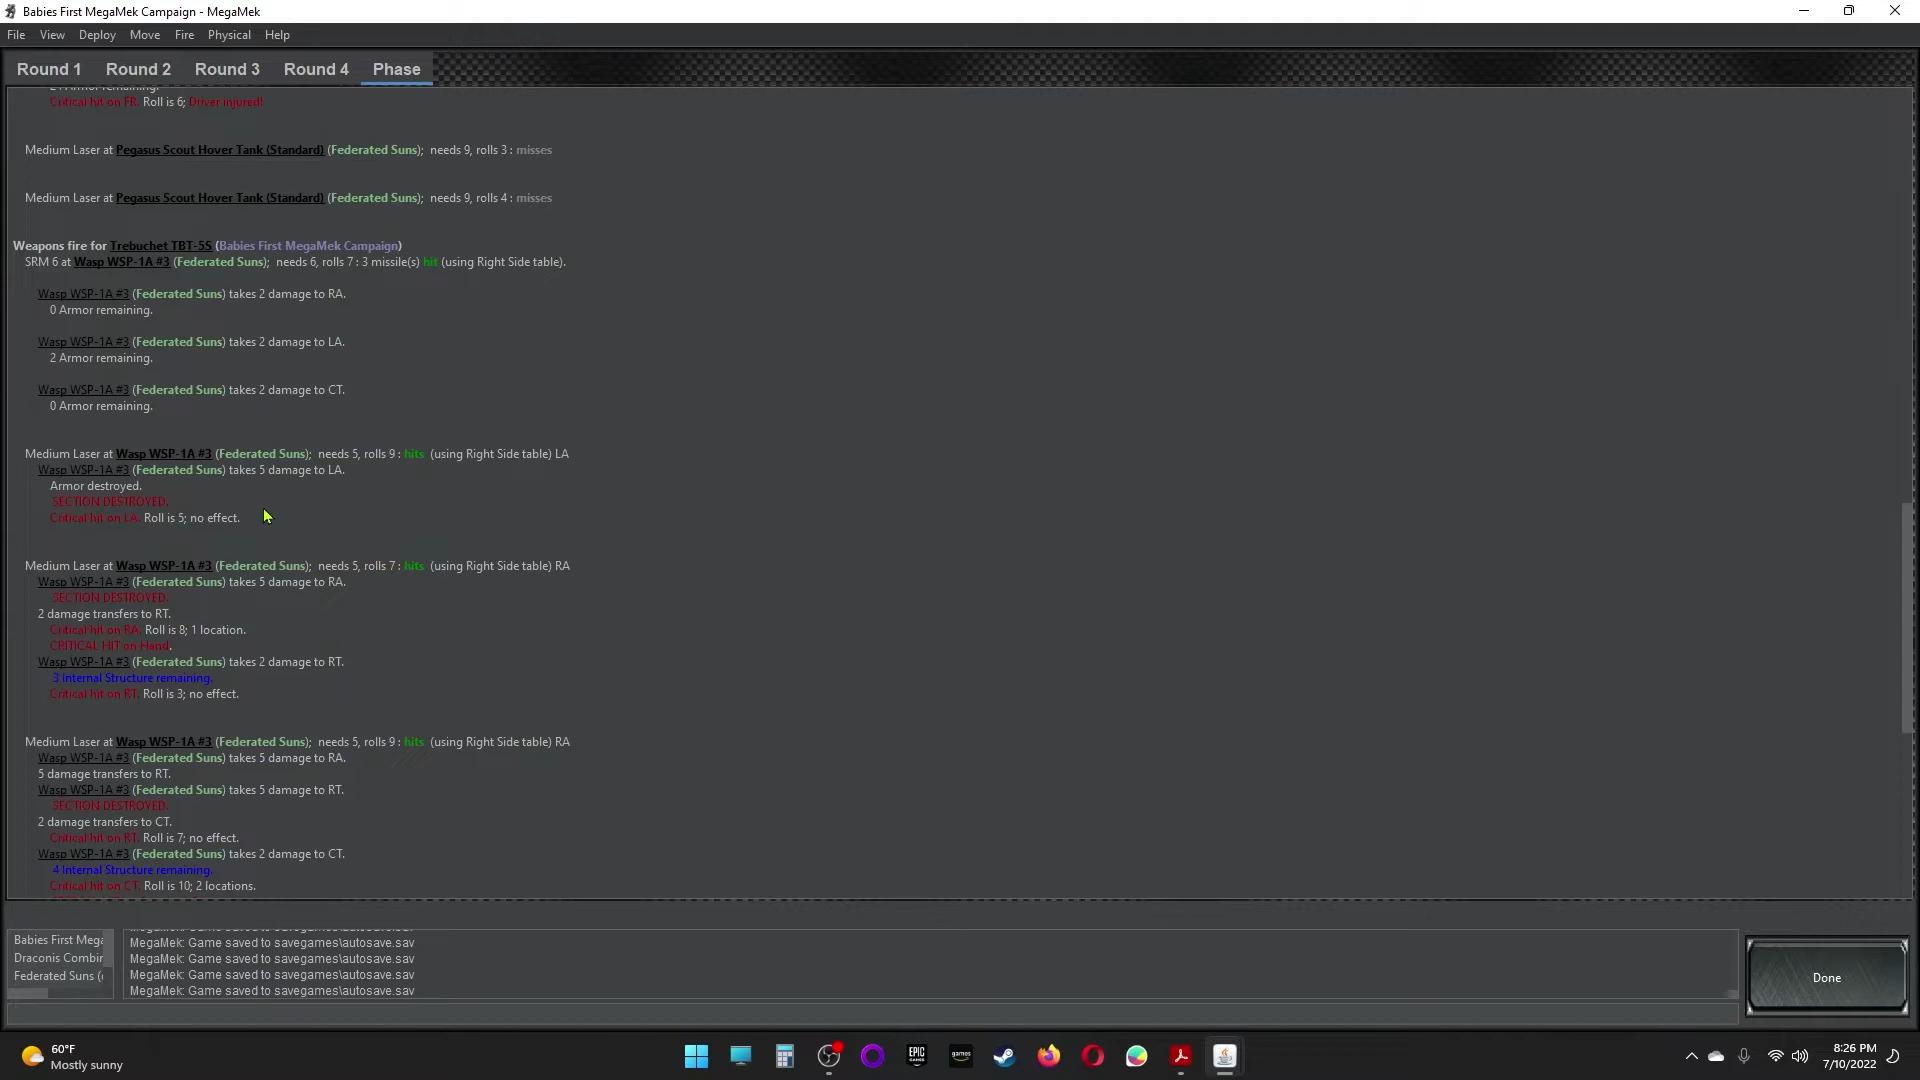 Babies First MegaMek Campaign - MegaMek
File View Deploy Move Fire Physical Help
Round 1 Round 2 Round 3 Round 4 Phase
Armor remaining.
Critical hit on FR. Roll is 6; Driver injured!
Medium Laser at Pegasus Scout Hover Tank (Standard) (Federated Suns); needs 9, rolls 3 : misses
Medium Laser at Pegasus Scout Hover Tank (Standard) (Federated Suns); needs 9, rolls 4 : misses
Weapons fire for Trebuchet TBT-5S (Babies First MegaMek Campaign)
SRM 6 at Wasp WSP-1A #3 (Federated Suns); needs 6, rolls 7 : 3 missile(s) hit (using Right Side table).
Wasp WSP-1A #3 (Federated Suns) takes 2 damage to RA.
0 Armor remaining.
Wasp WSP-1A #3 (Federated Suns) takes 2 damage to LA.
2 Armor remaining.
Wasp WSP-1A #3 (Federated Suns) takes 2 damage to CT.
0 Armor remaining.
Medium Laser at Wasp WSP-1A #3 (Federated Suns); needs 5, rolls 9 : hits (using Right Side table) LA
Wasp WSP-1A #3 (Federated Suns) takes 5 damage to LA.
Armor destroyed.
SECTION DESTROYED.
Critical hit on LA. Roll is 5; no effect.
Medium Laser at Wasp WSP-1A #3 (Federated Suns); needs 5, rolls 7 : hits (using Right Side table) RA
Wasp WSP-1A #3 (Federated Suns) takes 5 damage to RA.
SECTION DESTROYED.
2 damage transfers to RT.
Critical hit on RA. Roll is 8; 1 location.
CRITICAL HIT on Hand.
Wasp WSP-1A #3 (Federated Suns) takes 2 damage to RT.
3 Internal Structure remaining.
Critical hit on RT. Roll is 3; no effect.
Medium Laser at Wasp WSP-1A #3 (Federated Suns); needs 5, rolls 9 : hits (using Right Side table) RA
Wasp WSP-1A #3 (Federated Suns) takes 5 damage to RA.
5 damage transfers to RT.
Wasp WSP-1A #3 (Federated Suns) takes 5 damage to RT.
SECTION DESTROYED.
2 damage transfers to CT.
Critical hit on RT. Roll is 7; no effect.
Wasp WSP-1A #3 (Federated Suns) takes 2 damage to CT.
4 Internal Structure remaining.
Critical hit on CT. Roll is 10; 2 locations.
Babies First Mega
Draconis Combin
Federated Suns (
MegaMek: Game saved to savegames\autosave.sav
MegaMek: Game saved to savegames\autosave.sav
MegaMek: Game saved to savegames\autosave.sav
MegaMek: Game saved to savegames\autosave.sav
MegaMek: Game saved to savegames\autosave.sav
Done
60°F
Mostly sunny
EPIC
GAMES
games
8:26 PM
7/10/2022